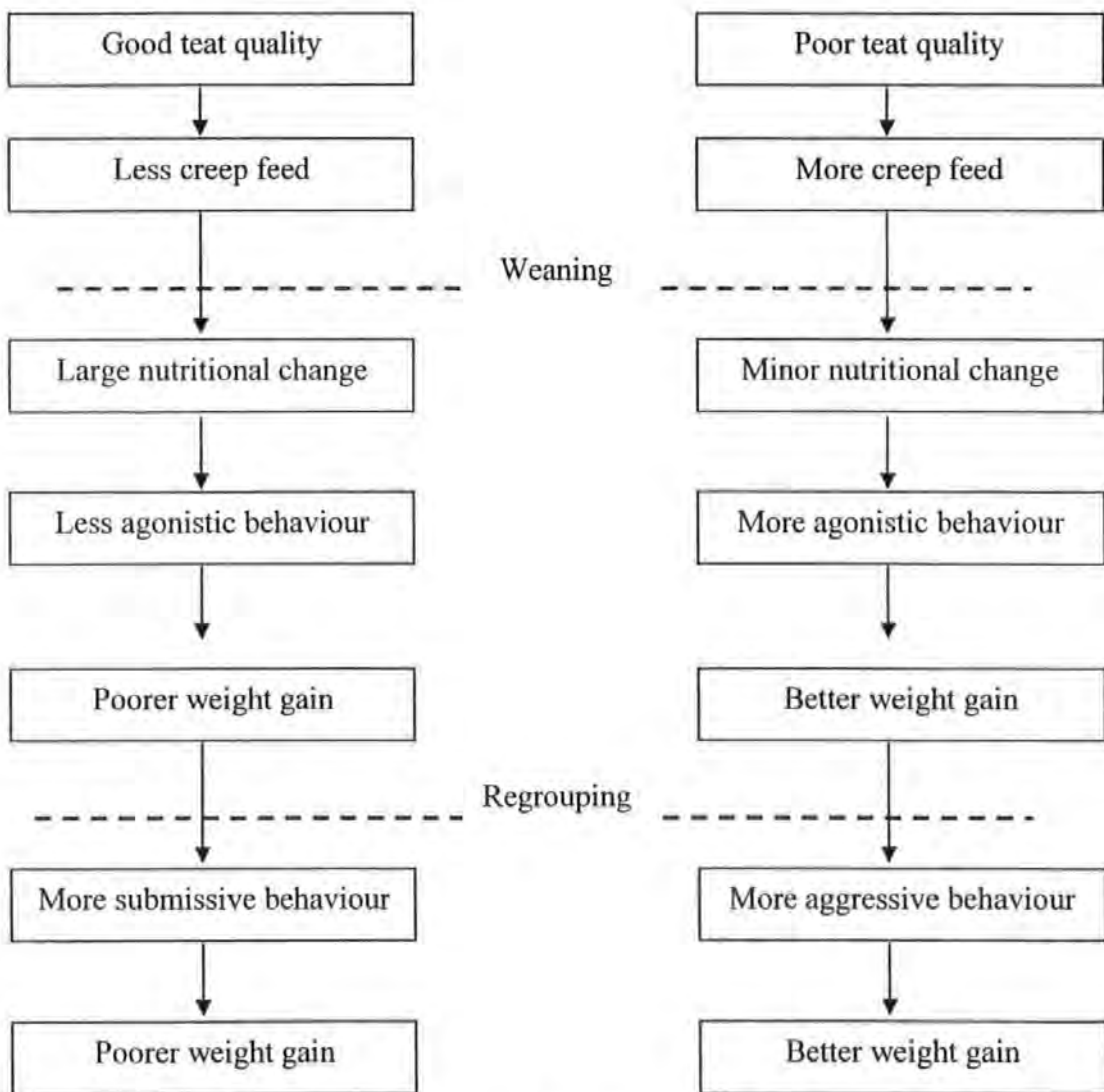 Good teat quality
Poor teat quality
Less creep feed
More creep feed
Weaning
Large nutritional change
Minor nutritional change
Less agonistic behaviour
More agonistic behaviour
Poorer weight gain
Better weight gain
Regrouping
More submissive behaviour
More aggressive behaviour
Poorer weight gain
Better weight gain